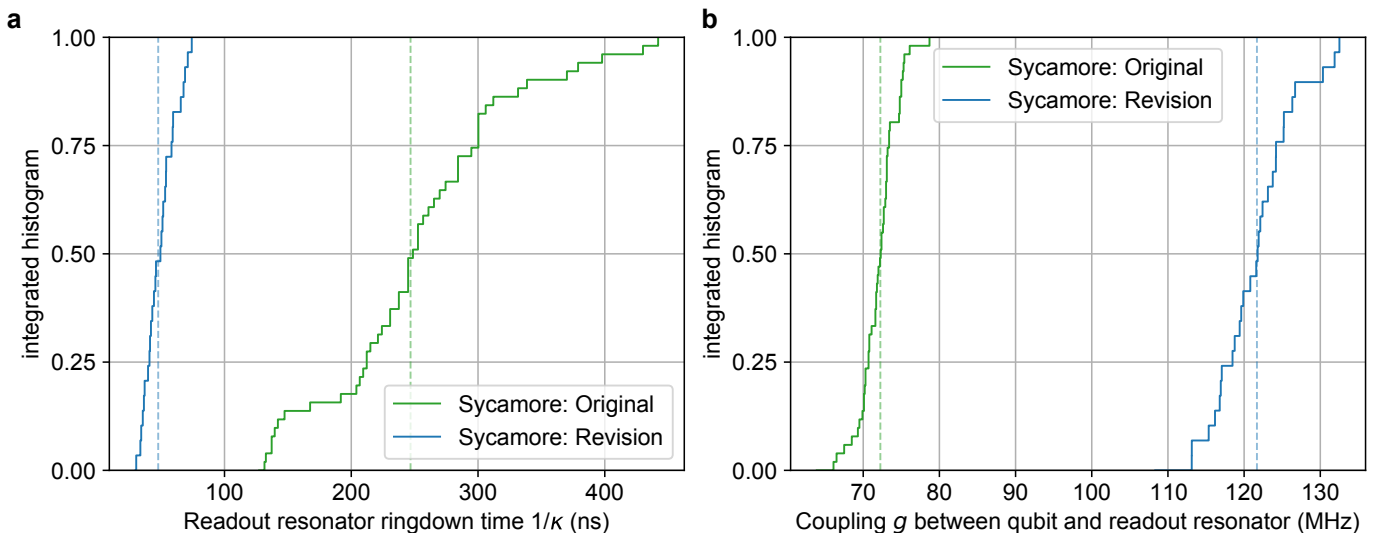 a
1.00
0.75
0.50
0.25
0.00
integrated histogram
Sycamore: Original
Sycamore: Revision
100
200
300
400
Readout resonator ringdown time 1/κ (ns)
b
1.00
0.75
0.50
0.25
0.00
integrated histogram
Sycamore: Original
Sycamore: Revision
70
80
90
100
110
120
130
Coupling g between qubit and readout resonator (MHz)